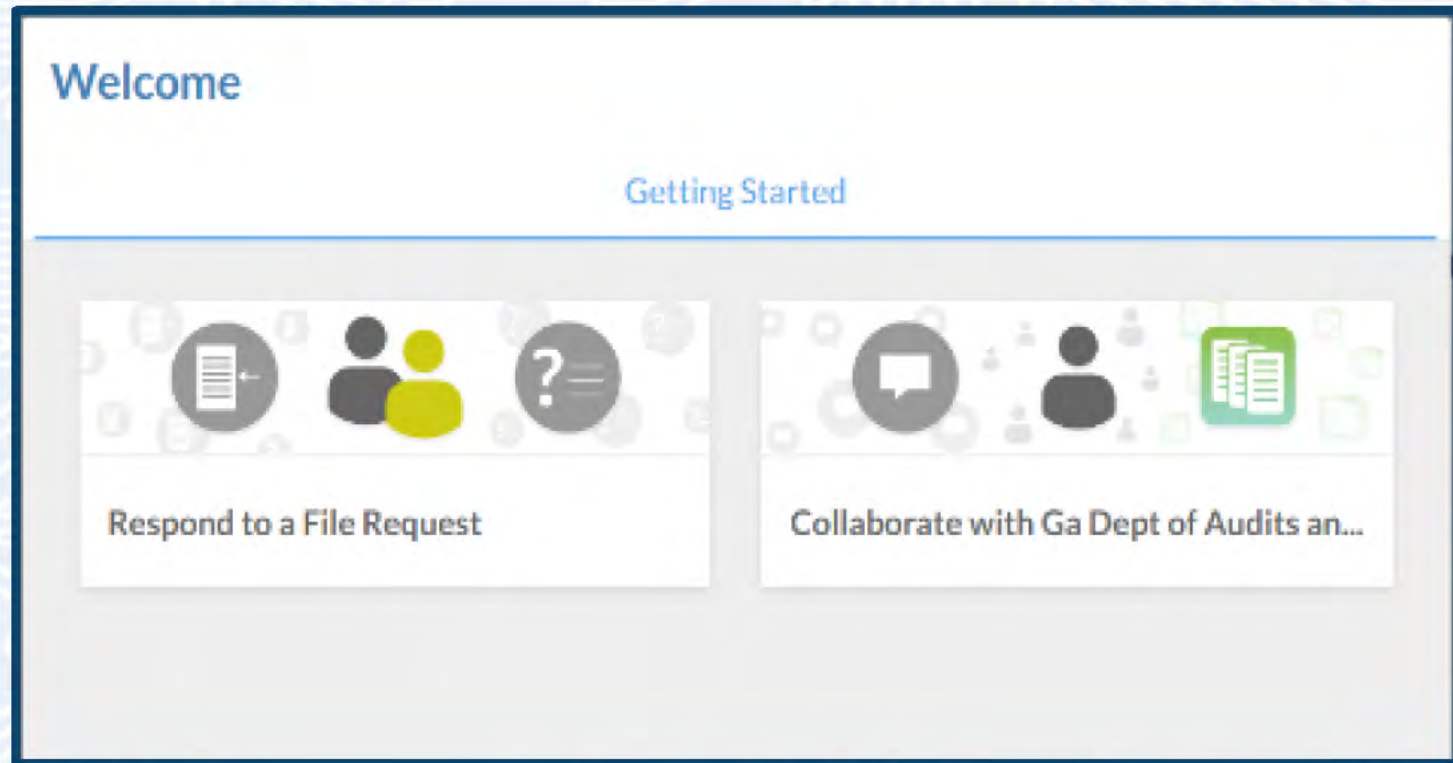 Welcome
Getting Started
?
Respond to a File Request
Collaborate with Ga Dept of Audits an...